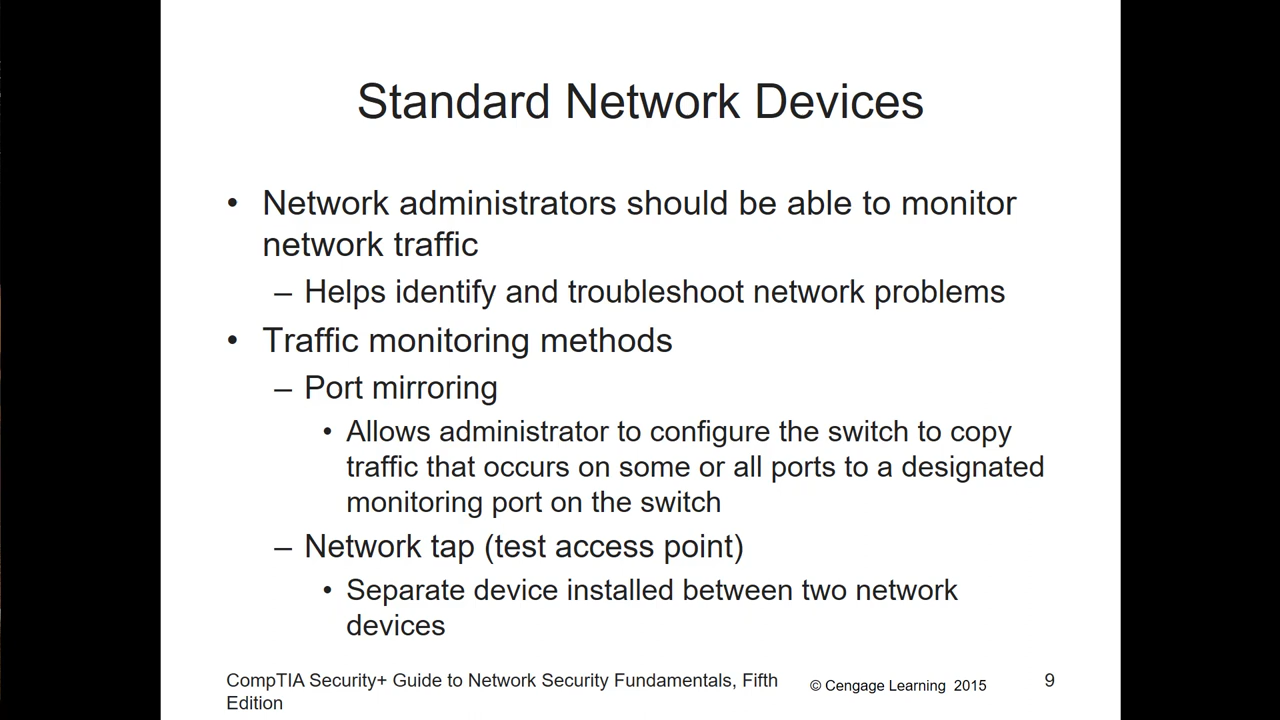 Standard Network Devices
• Network administrators should be able to monitor
network traffic
– Helps identify and troubleshoot network problems
• Traffic monitoring methods
– Port mirroring
• Allows administrator to configure the switch to copy
traffic that occurs on some or all ports to a designated
monitoring port on the switch
– Network tap (test access point)
• Separate device installed between two network
devices
CompTIA Security+ Guide to Network Security Fundamentals, Fifth
Edition
© Cengage Learning 2015
9